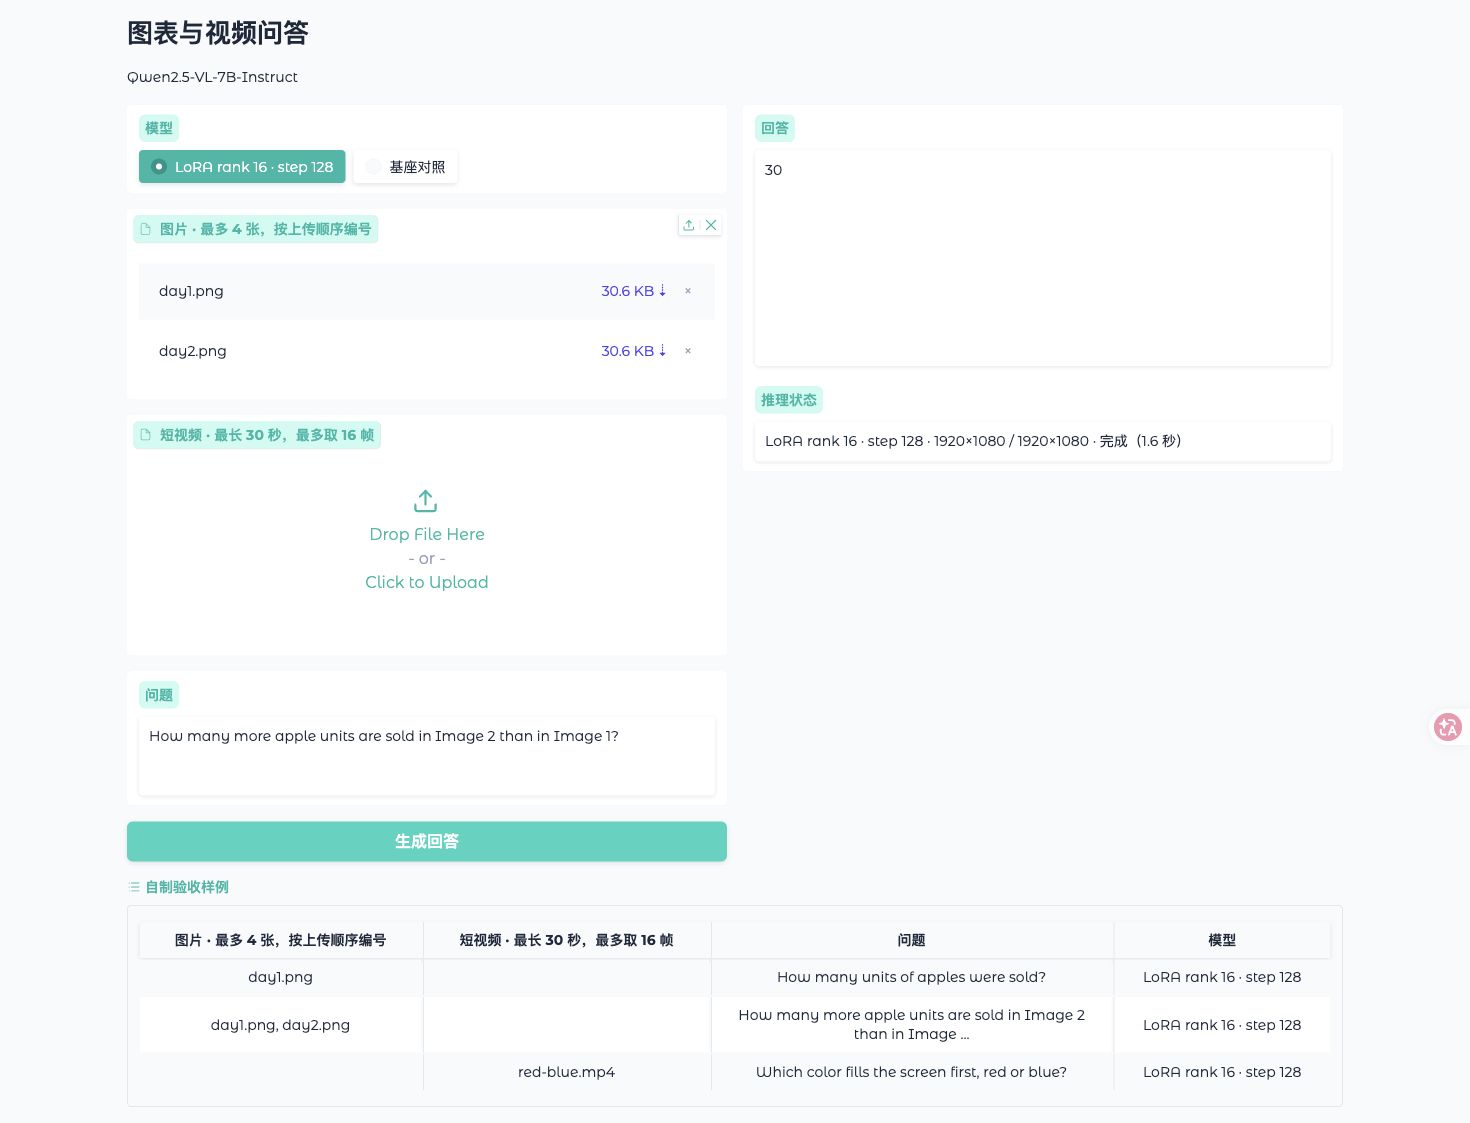 图表与视频问答
Qwen2.5-VL-7B-Instruct
模型
LoRA rank 16 · step 128
基座对照
图片 · 最多 4 张，按上传顺序编号
day1.png
30.6 KB ⇣
×
day2.png
30.6 KB ⇣
×
短视频 · 最长 30 秒，最多取 16 帧
Drop File Here
- or -
Click to Upload
问题
How many more apple units are sold in Image 2 than in Image 1?
生成回答
回答
30
推理状态
LoRA rank 16 · step 128 · 1920×1080 / 1920×1080 · 完成（1.6 秒）
自制验收样例
图片 · 最多 4 张，按上传顺序编号 短视频 · 最长 30 秒，最多取 16 帧 问题 模型
day1.png How many units of apples were sold? LoRA rank 16 · step 128
day1.png, day2.png How many more apple units are sold in Image 2
than in Image ... LoRA rank 16 · step 128
red-blue.mp4 Which color fills the screen first, red or blue? LoRA rank 16 · step 128